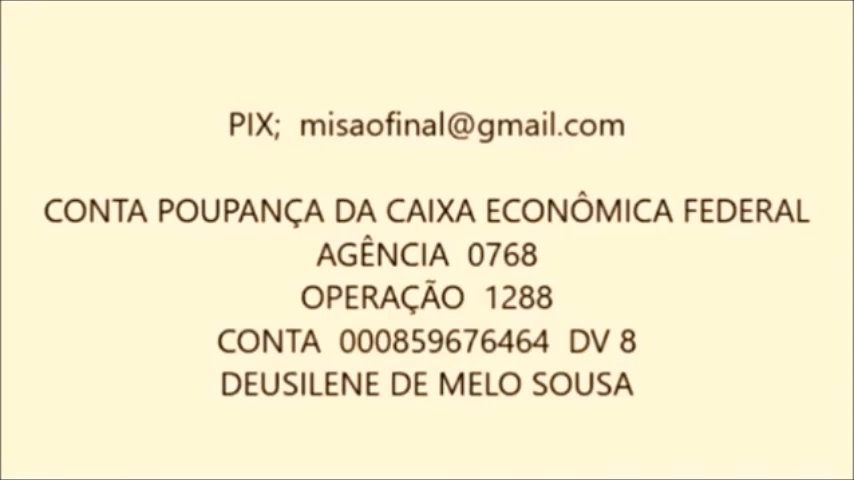 PIX; misaofinal@gmail.com
CONTA POUPANÇA DA CAIXA ECONÔMICA FEDERAL
AGÊNCIA 0768
OPERAÇÃO 1288
CONTA 000859676464 DV 8
DEUSILENE DE MELO SOUSA